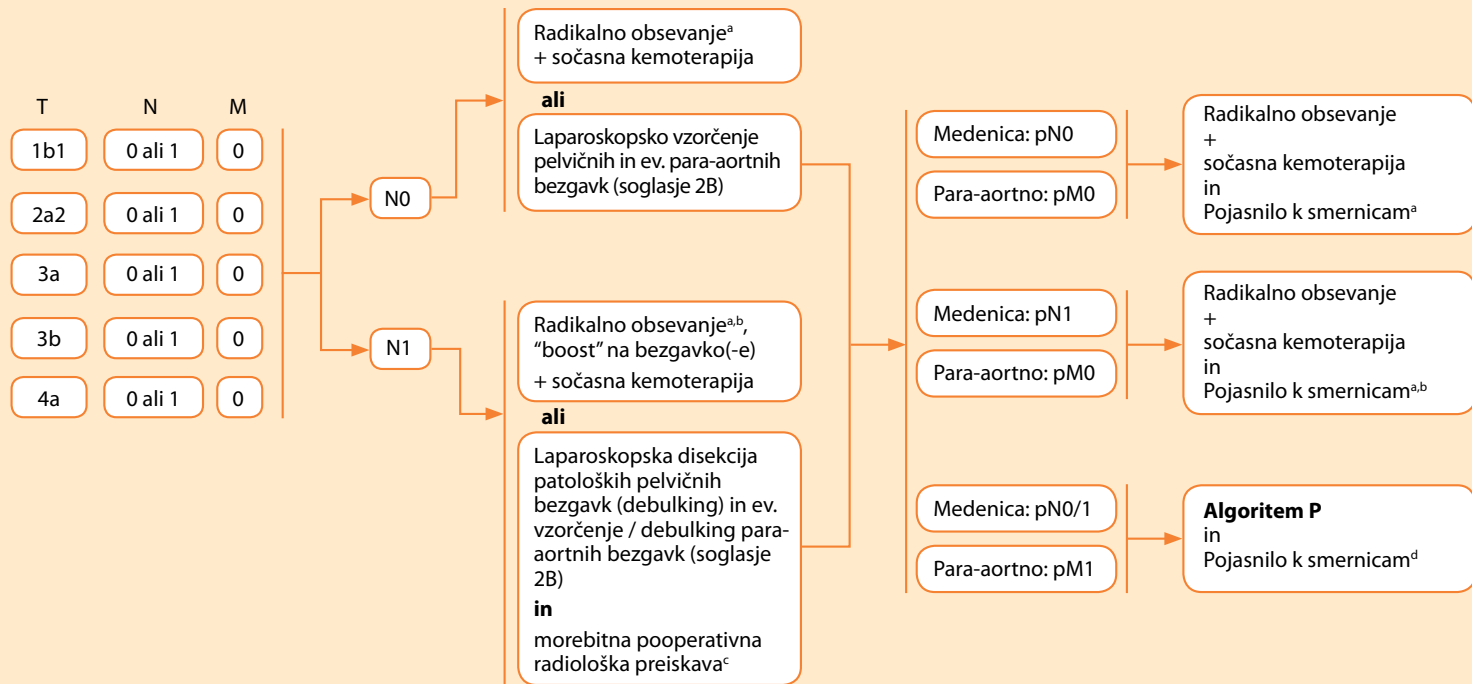 T N M
1b1 0 ali 1 0
2a2 0 ali 1 0
3a 0 ali 1 0
3b 0 ali 1 0
4a 0 ali 1 0
N0
N1
Radikalno obsevanjeᵃ
+ sočasna kemoterapija
ali
Laparoskopsko vzorčenje
pelvičnih in ev. para-aortnih
bezgavk (soglasje 2B)
Radikalno obsevanjeᵃ,ᵇ,
“boost” na bezgavko(-e)
+ sočasna kemoterapija
ali
Laparoskopska disekcija
patoloških pelvičnih
bezgavk (debulking) in ev.
vzorčenje / debulking para-
aortnih bezgavk (soglasje
2B)
in
morebitna pooperativna
radiološka preiskavaᶜ
Medenica: pN0
Para-aortno: pM0
Radikalno obsevanje
+
sočasna kemoterapija
in
Pojasnilo k smernicamᵃ
Medenica: pN1
Para-aortno: pM0
Radikalno obsevanje
+
sočasna kemoterapija
in
Pojasnilo k smernicamᵃ,ᵇ
Medenica: pN0/1
Para-aortno: pM1
Algoritem P
in
Pojasnilo k smernicamᵈ